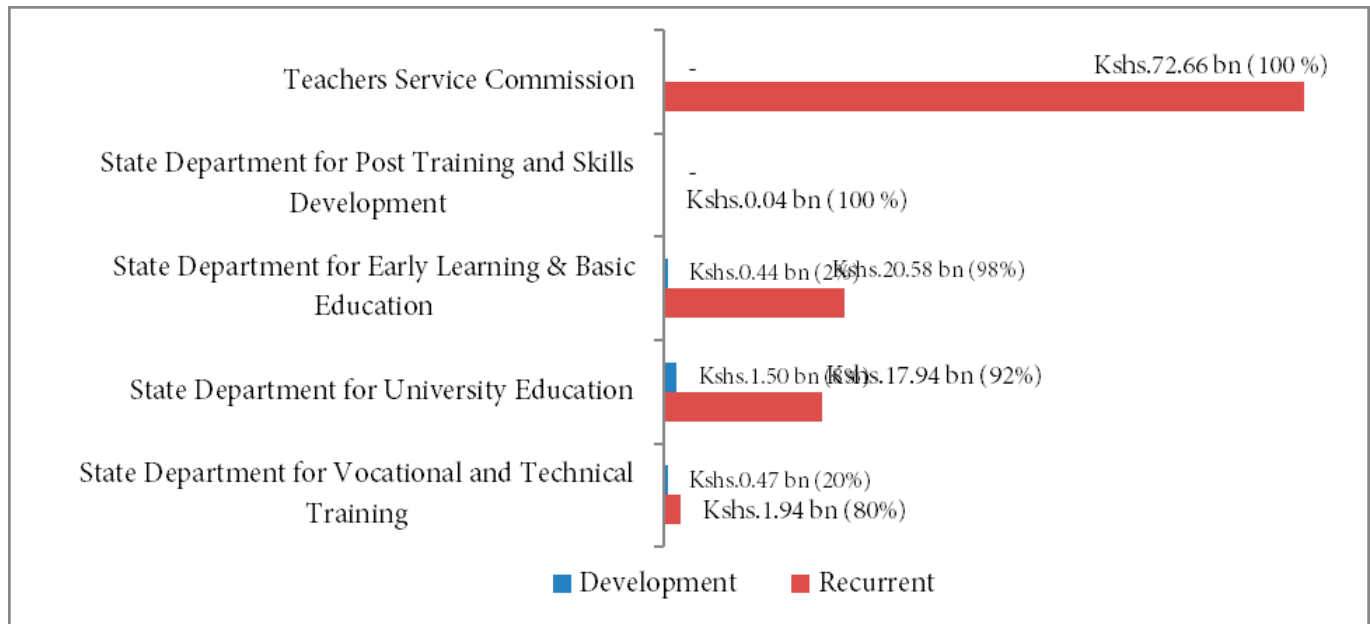 Teachers Service Commission
-
Kshs.72.66 bn (100 %)
State Department for Post Training and Skills
Development
-
Kshs.0.04 bn (100 %)
State Department for Early Learning & Basic
Education
Kshs.0.44 bn (2%)
Kshs.20.58 bn (98%)
State Department for University Education
Kshs.1.50 bn (8%)
Kshs.17.94 bn (92%)
State Department for Vocational and Technical
Training
Kshs.0.47 bn (20%)
Kshs.1.94 bn (80%)
Development
Recurrent